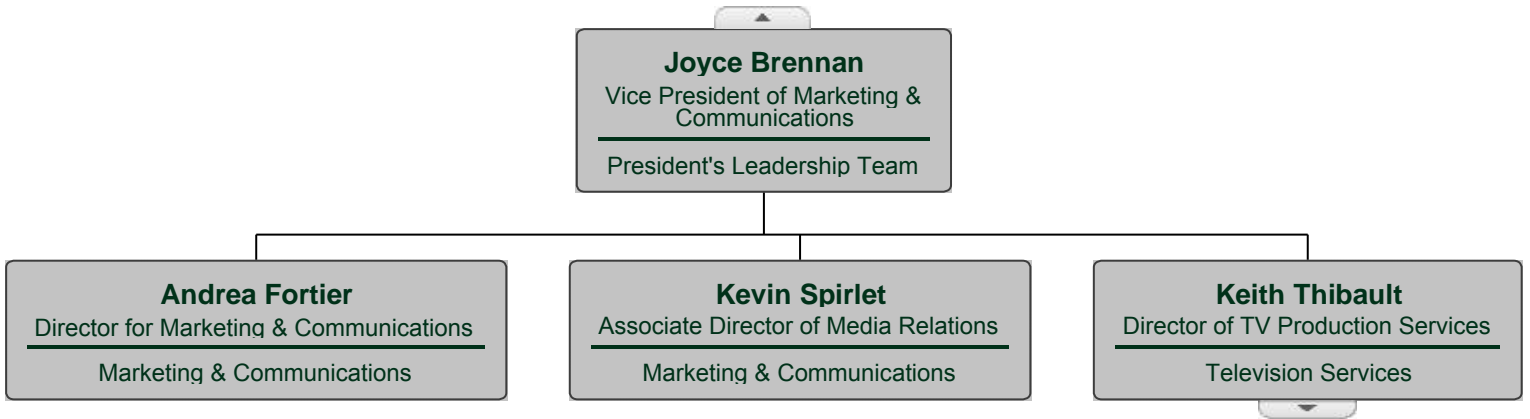 Joyce Brennan
Vice President of Marketing &
Communications
President's Leadership Team
Andrea Fortier
Director for Marketing & Communications
Marketing & Communications
Kevin Spirlet
Associate Director of Media Relations
Marketing & Communications
Keith Thibault
Director of TV Production Services
Television Services